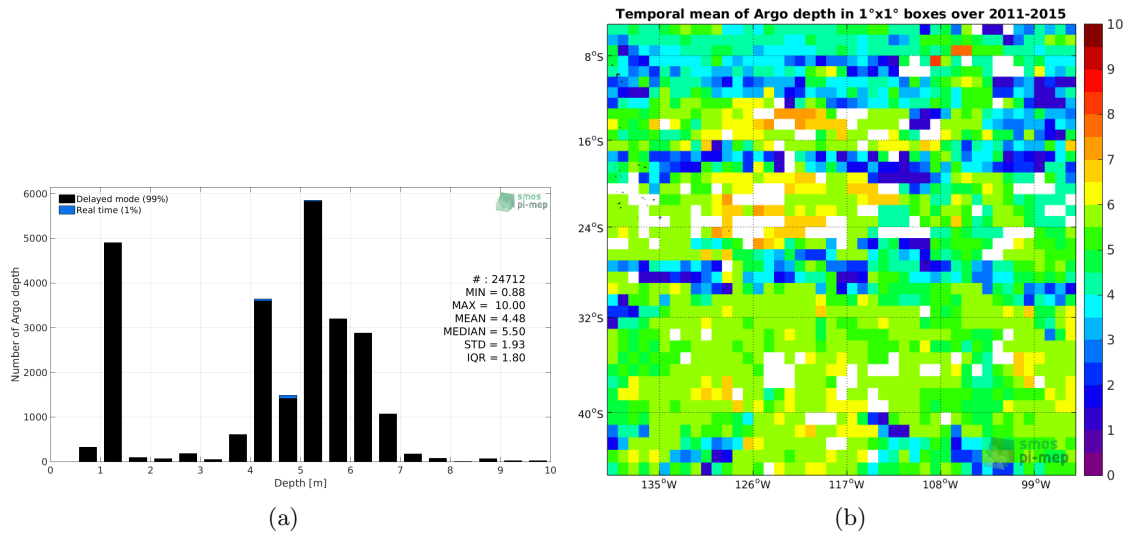 Delayed mode (99%)
Real time (1%)
smos
pi-mep
# : 24712
MIN = 0.88
MAX = 10.00
MEAN = 4.48
MEDIAN = 5.50
STD = 1.93
IQR = 1.80
Number of Argo depth
6000
5000
4000
3000
2000
1000
0
0 1 2 3 4 5 6 7 8 9 10
Depth [m]
(a)
Temporal mean of Argo depth in 1°x1° boxes over 2011-2015
8°S
16°S
24°S
32°S
40°S
135°W 126°W 117°W 108°W 99°W
smos
pi-mep
10
9
8
7
6
5
4
3
2
1
0
(b)